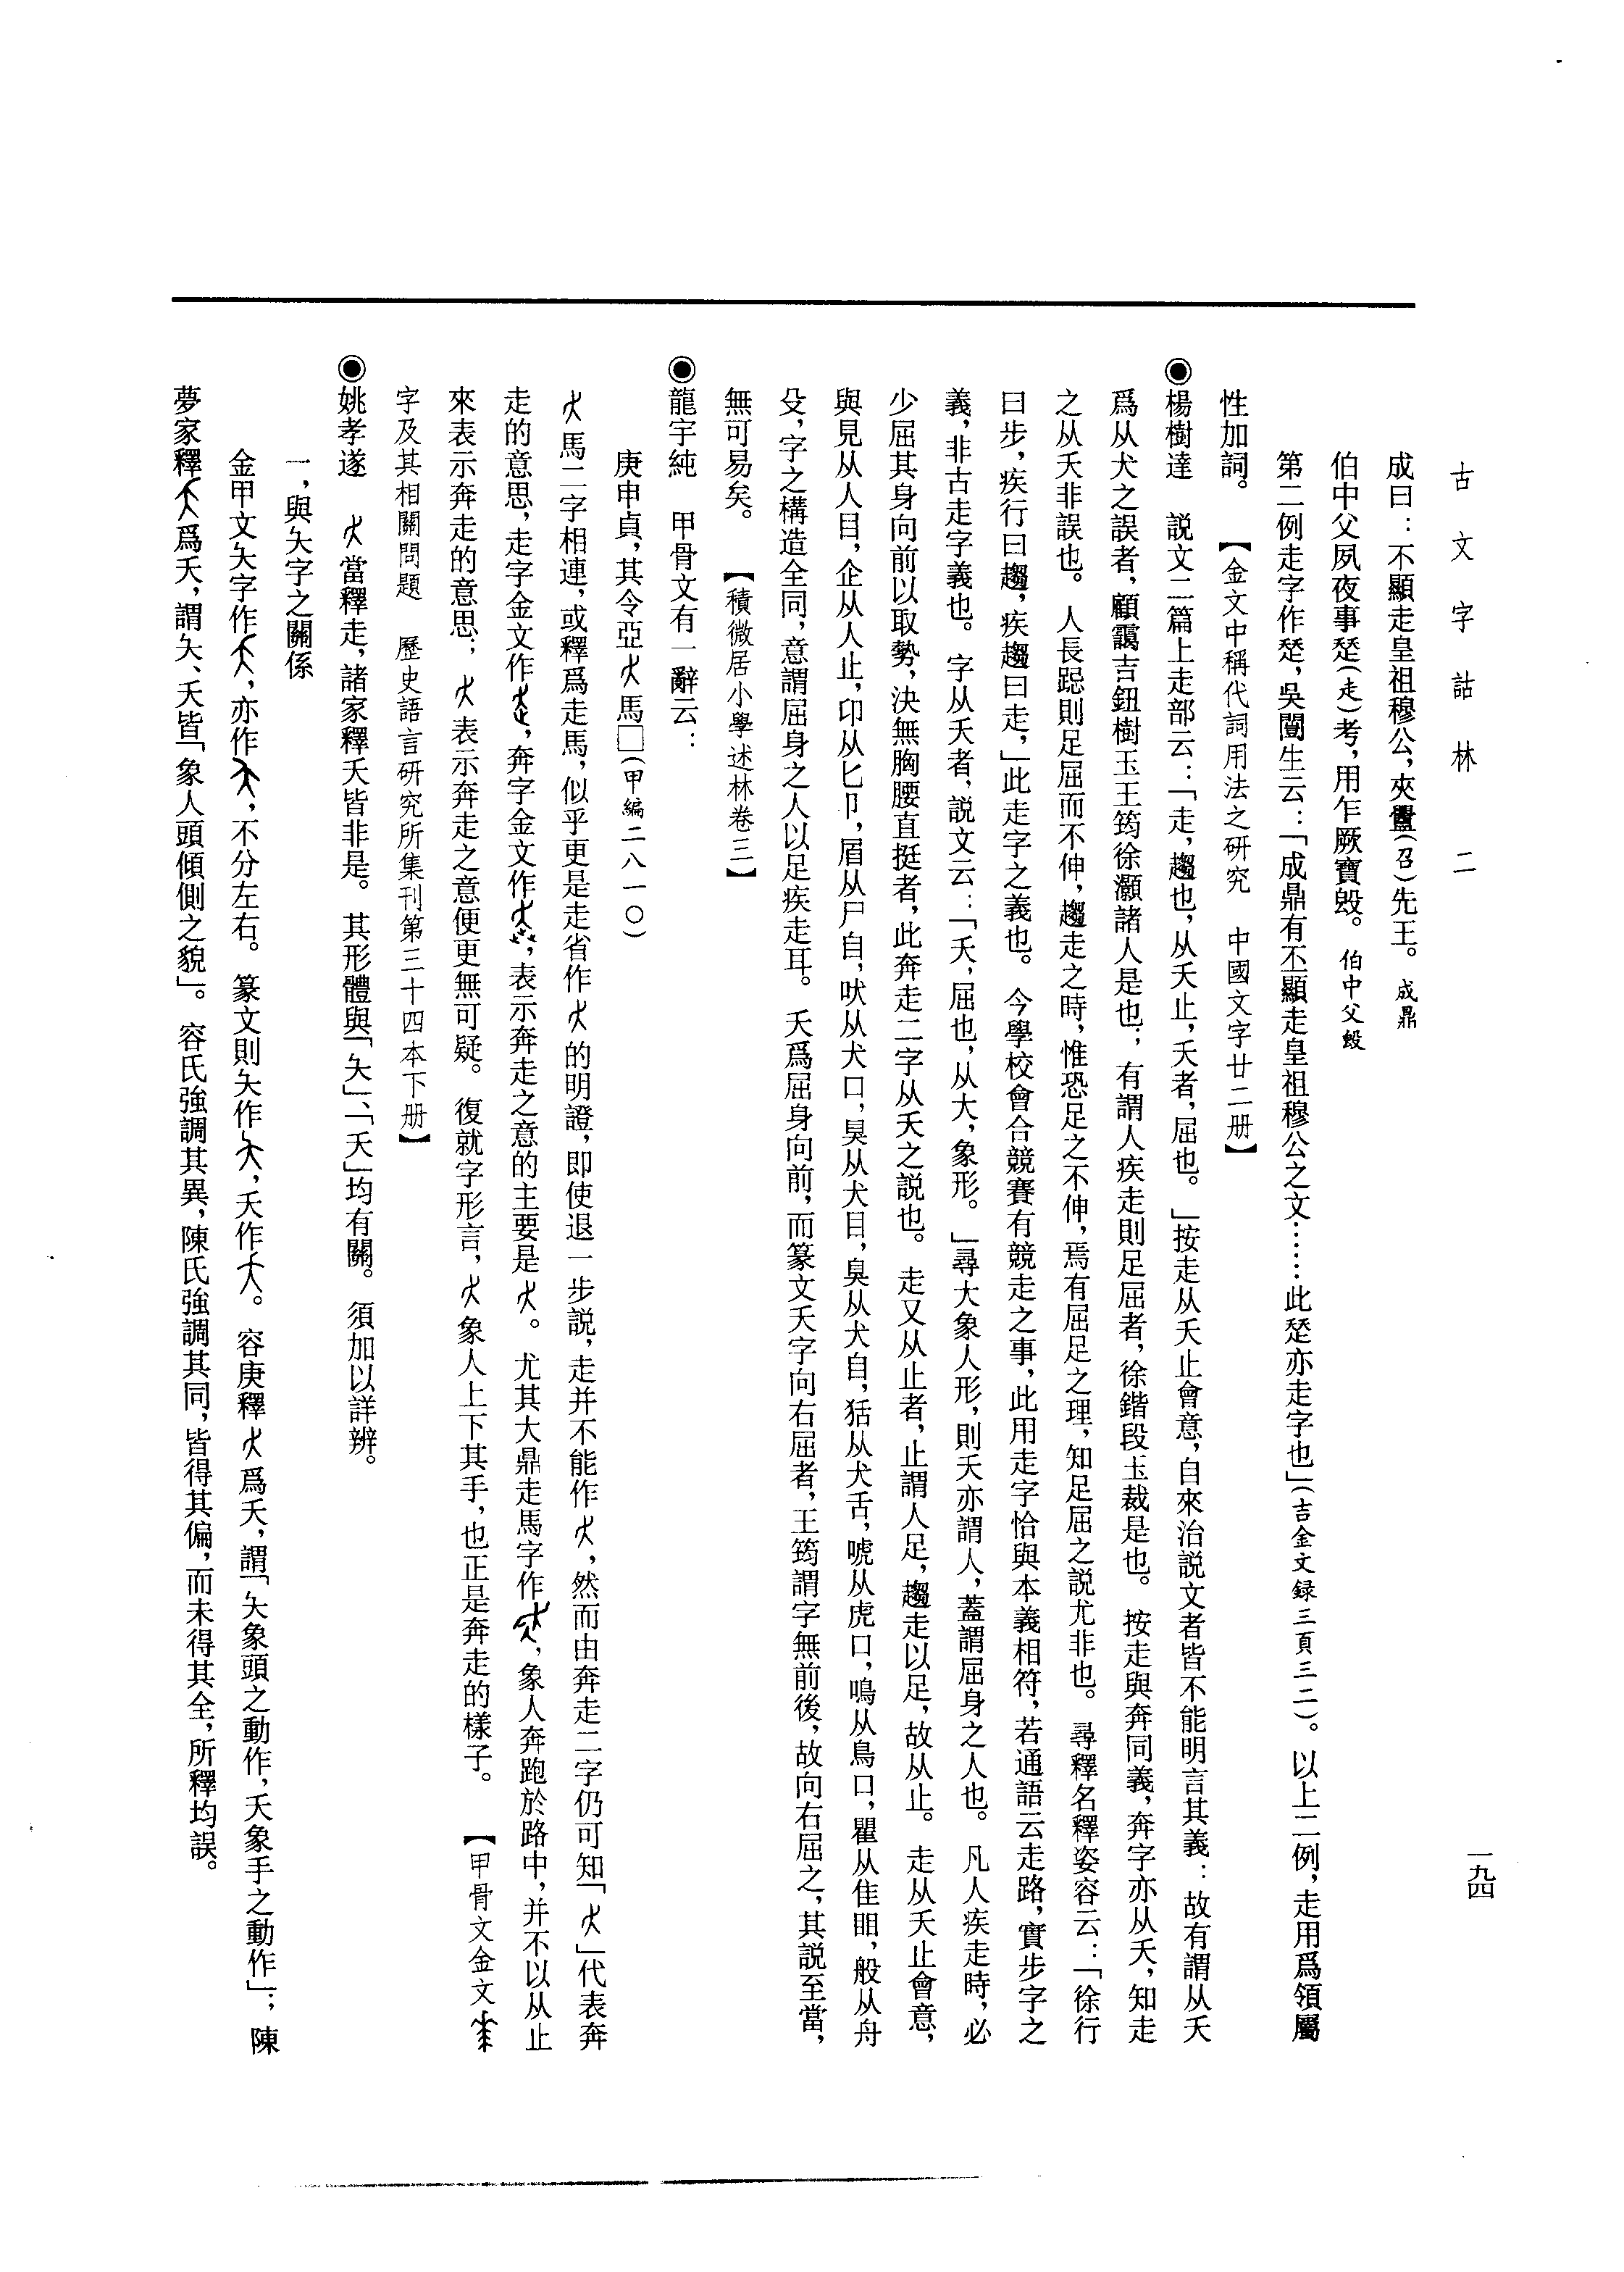 古文字詁林 二
一九四
成曰：不顯走皇祖穆公，夾䀇（召）先王。 成鼎
伯中父夙夜事𧺆（走）考，用乍厥寶𣪘。 伯中父𣪘
第二例走字作𧺆，吳闓生云：「成鼎有不顯走皇祖穆公之文……此𧺆亦走字也」（吉金文録三頁三二）。以上二例，走用爲領屬
性加詞。 【金文中稱代詞用法之研究 中國文字廿二册】
◉楊樹達 説文二篇上走部云：「走，趨也，从夭止，夭者，屈也。」按走从夭止會意，自來治説文者皆不能明言其義：故有謂从夭
爲从犬之誤者，顧靄吉鈕樹玉王筠徐灝諸人是也；有謂人疾走則足屈者，徐鍇段玉裁是也。按走與奔同義，奔字亦从夭，知走
之从夭非誤也。人長跽則足屈而不伸，趨走之時，惟恐足之不伸，焉有屈足之理，知足屈之説尤非也。尋釋名釋姿容云：「徐行
曰步，疾行曰趨，疾趨曰走，」此走字之義也。今學校會合競賽有競走之事，此用走字恰與本義相符，若通語云走路，實步字之
義，非古走字義也。字从夭者，説文云：「夭，屈也，从大，象形。」尋大象人形，則夭亦謂人，蓋謂屈身之人也。凡人疾走時，必
少屈其身向前以取勢，決無胸腰直挺者，此奔走二字从夭之説也。走又从止者，止謂人足，趨走以足，故从止。走从夭止會意，
與見从人目，企从人止，卬从匕卩，眉从尸自，吠从犬口，狊从犬目，臭从犬自，狧从犬舌，唬从虎口，鳴从鳥口，瞿从隹䀠，般从舟
殳，字之構造全同，意謂屈身之人以足疾走耳。夭爲屈身向前，而篆文夭字向右屈者，王筠謂字無前後，故向右屈之，其説至當，
無可易矣。 【積微居小學述林卷三】
◉龍宇純 甲骨文有一辭云：
庚申貞，其令亞馬□（甲編二八一〇）
馬二字相連，或釋爲走馬，似乎更是走省作的明證，即使退一步説，走并不能作，然而由奔走二字仍可知「」代表奔
走的意思，走字金文作，奔字金文作，表示奔走之意的主要是。尤其大鼎走馬字作，象人奔跑於路中，并不以从止
來表示奔走的意思；表示奔走之意便更無可疑。復就字形言，象人上下其手，也正是奔走的樣子。 【甲骨文金文
字及其相關問題 歷史語言研究所集刊第三十四本下册】
◉姚孝遂 當釋走，諸家釋夭皆非是。其形體與「夨」、「夭」均有關。須加以詳辨。
一，與夨字之關係
金甲文夨字作，亦作，不分左右。篆文則夨作，夭作。容庚釋爲夭，謂「夨象頭之動作，夭象手之動作」；陳
夢家釋爲夭，謂夨、夭皆「象人頭傾側之貌」。容氏強調其異，陳氏強調其同，皆得其偏，而未得其全，所釋均誤。